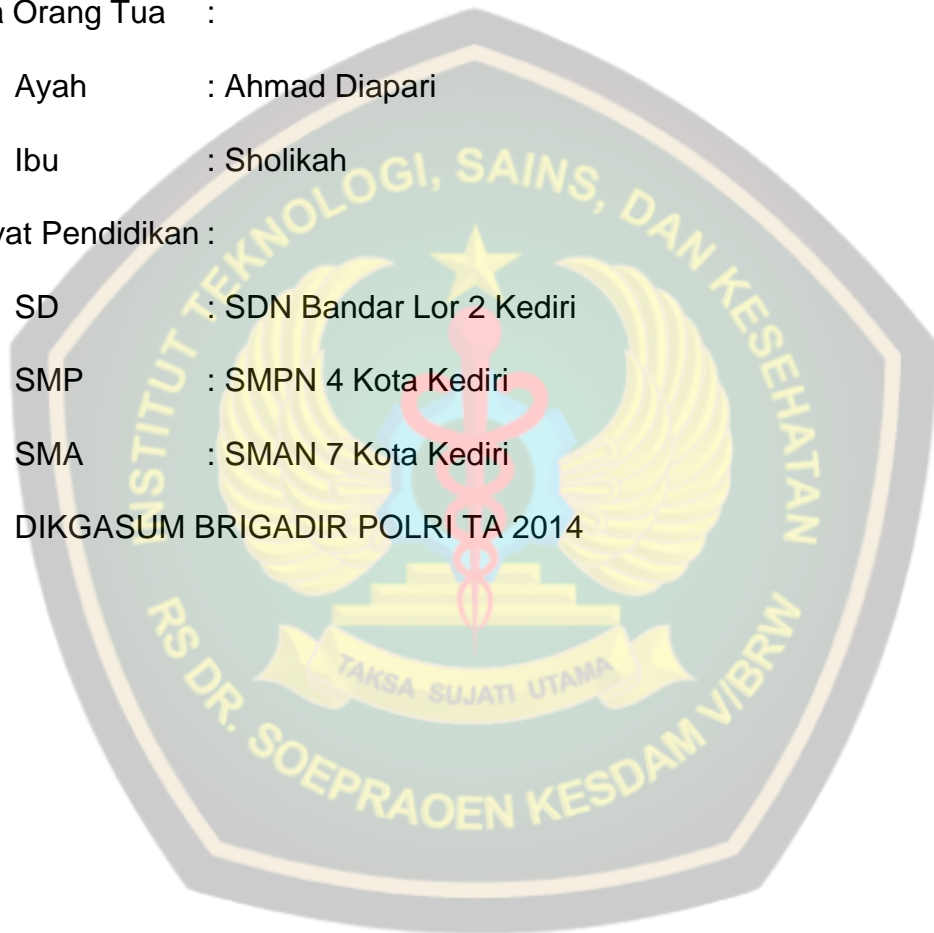 a Orang Tua :
Ayah : Ahmad Diapari
Ibu : Sholikah
yat Pendidikan :
SD : SDN Bandar Lor 2 Kediri
SMP : SMPN 4 Kota Kediri
SMA : SMAN 7 Kota Kediri
DIKGASUM BRIGADIR POLRI TA 2014
INSTITUT TEKNOLOGI, SAINS, DAN KESEHATAN
TAKSA SUJATI UTAMA
RS DR. SOEPRAOEN KESDAM V/BRW